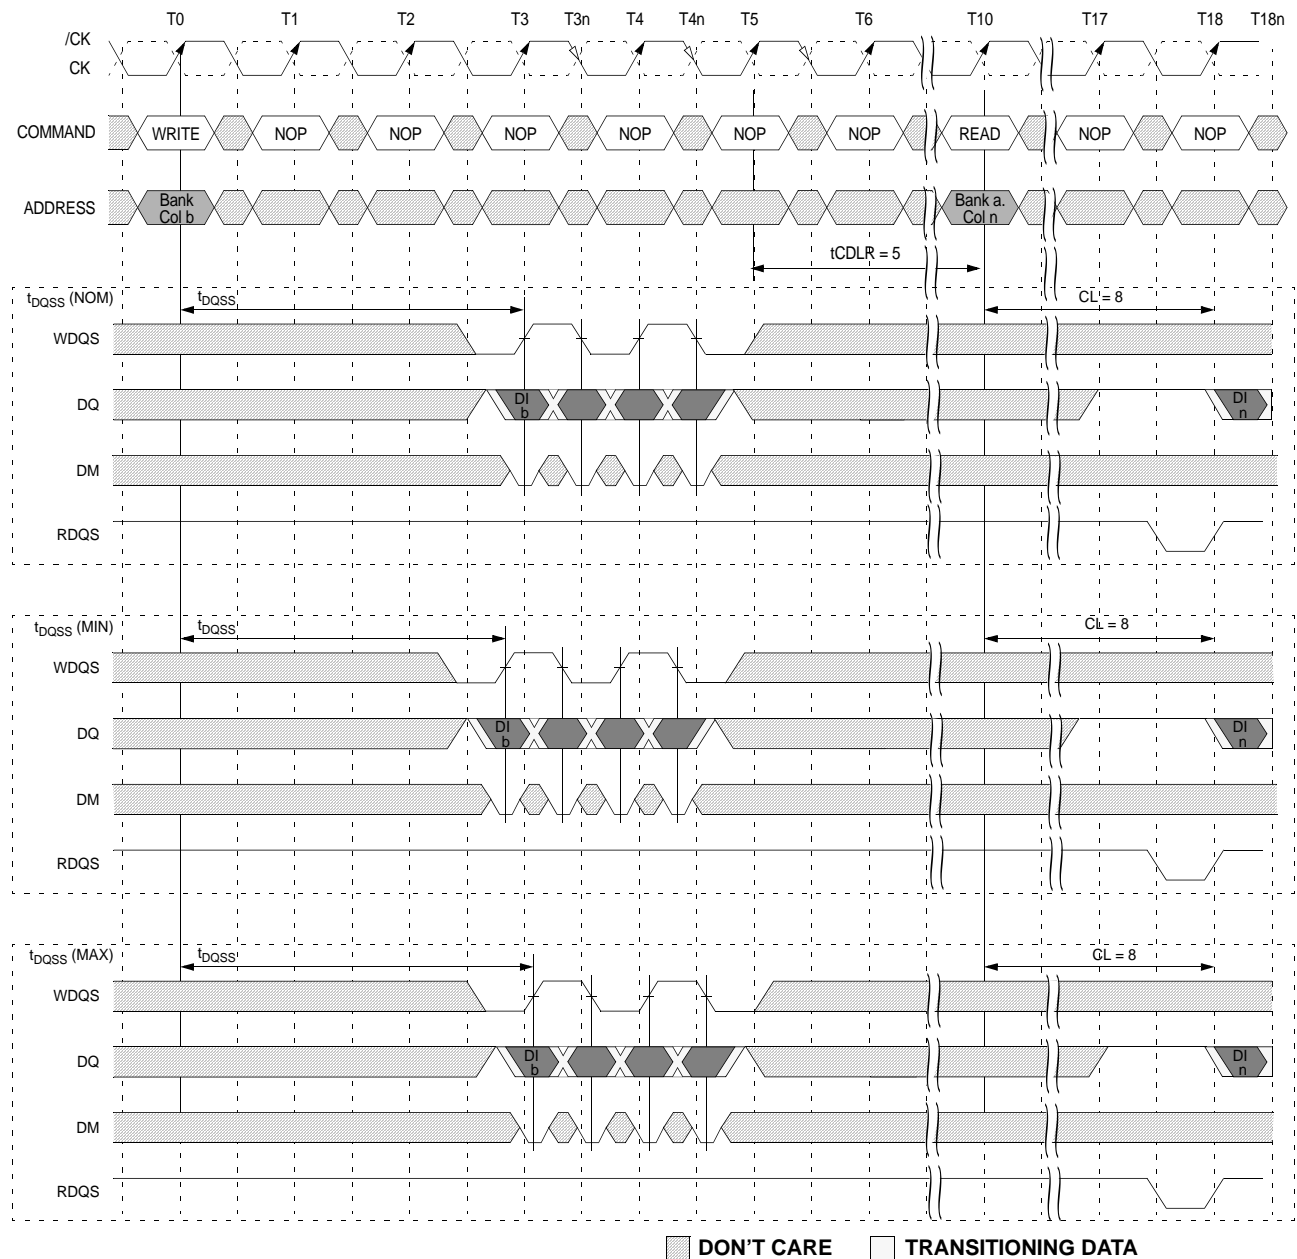 T0 T1 T2 T3 T3n T4 T4n T5 T6 T10 T17 T18 T18n
/CK
CK
COMMAND WRITE NOP NOP NOP NOP NOP NOP READ NOP NOP
ADDRESS Bank Col b Bank a. Col n
tCDLR = 5
tDQSS (NOM) tDQSS CL = 8
WDQS
DQ DI b DI n
DM
RDQS
tDQSS (MIN) tDQSS CL = 8
WDQS
DQ DI b DI n
DM
RDQS
tDQSS (MAX) tDQSS CL = 8
WDQS
DQ DI b DI n
DM
RDQS
DON'T CARE TRANSITIONING DATA